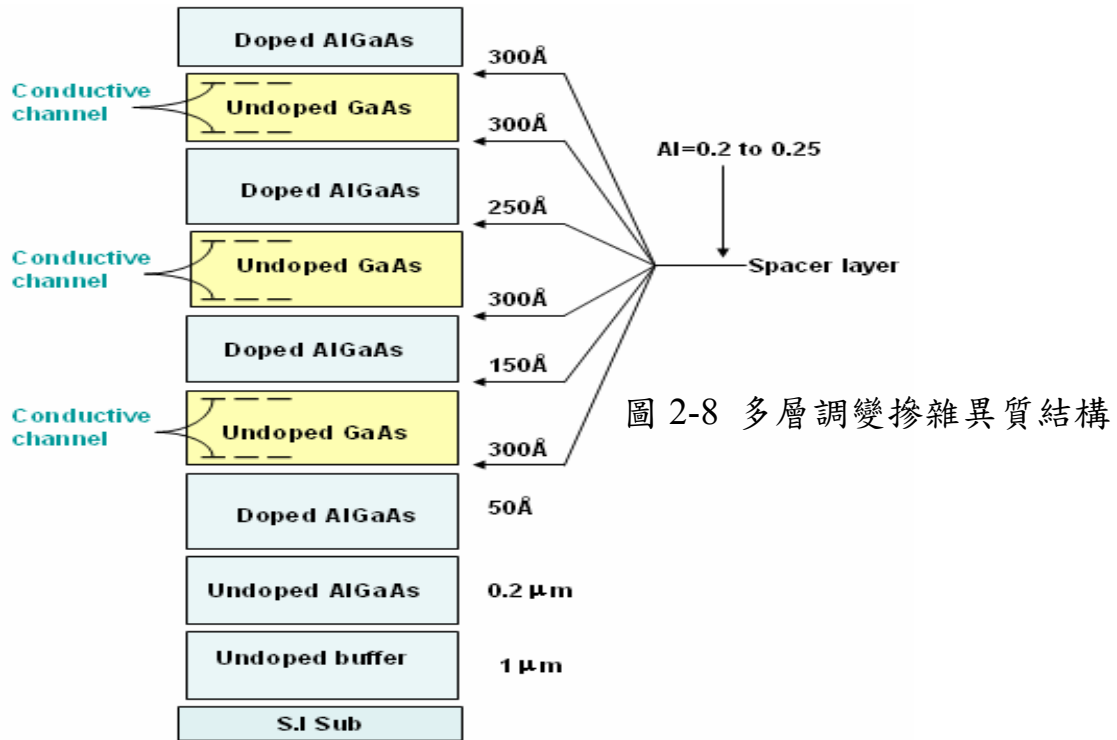 Doped AlGaAs
300Å
Conductive
channel
Undoped GaAs
300Å
Al=0.2 to 0.25
Doped AlGaAs
250Å
Conductive
channel
Undoped GaAs
Spacer layer
300Å
Doped AlGaAs
150Å
圖 2-8 多層調變摻雜異質結構
Conductive
channel
Undoped GaAs
300Å
Doped AlGaAs
50Å
Undoped AlGaAs
0.2 μm
Undoped buffer
1 μm
S.I Sub